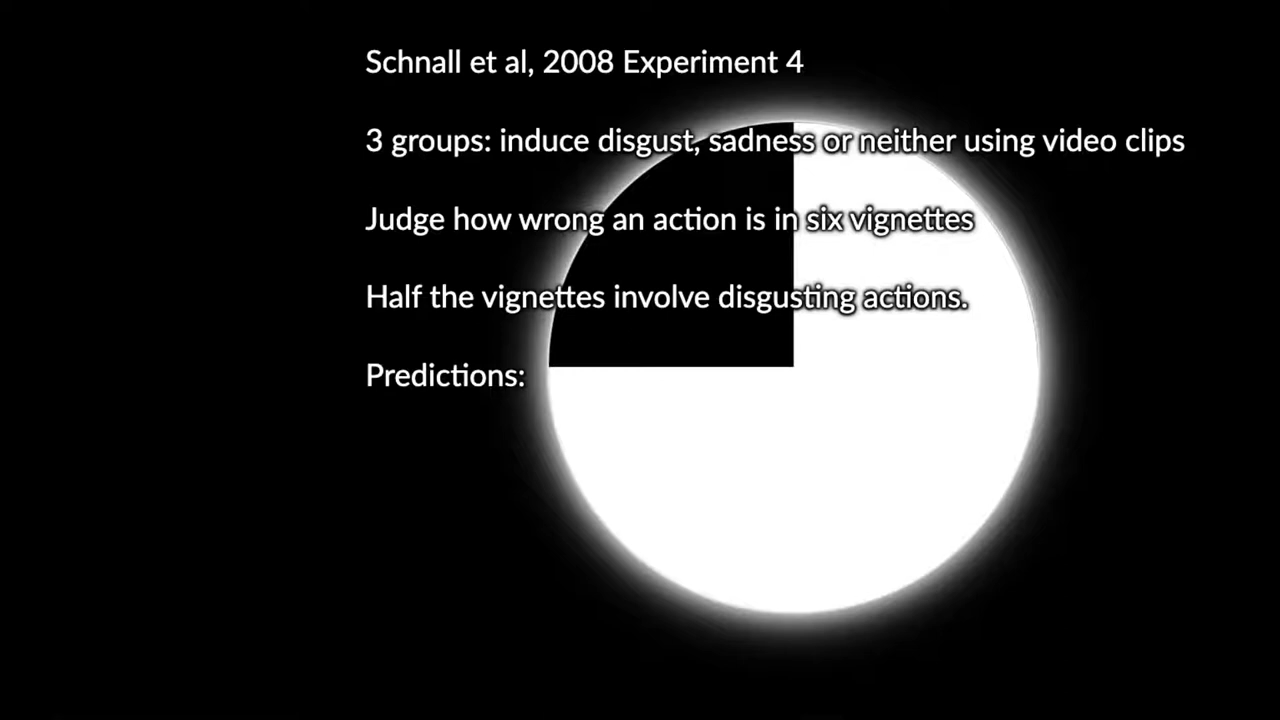 Schnall et al, 2008 Experiment 4
3 groups: induce disgust, sadness or neither using video clips
Judge how wrong an action is in six vignettes
Half the vignettes involve disgusting actions.
Predictions: